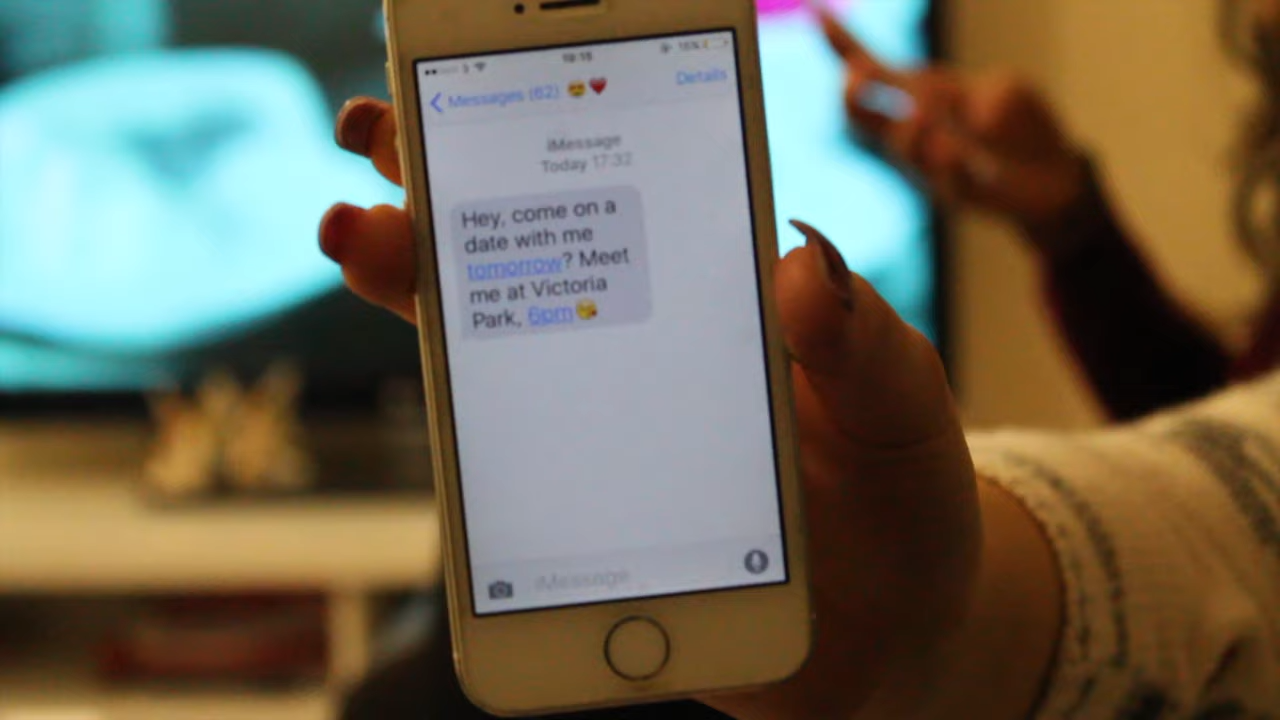 Messages (62) 😍❤️ Details
iMessage
Today 17:32
Hey, come on a
date with me
tomorrow? Meet
me at Victoria
Park, 6pm😘
iMessage